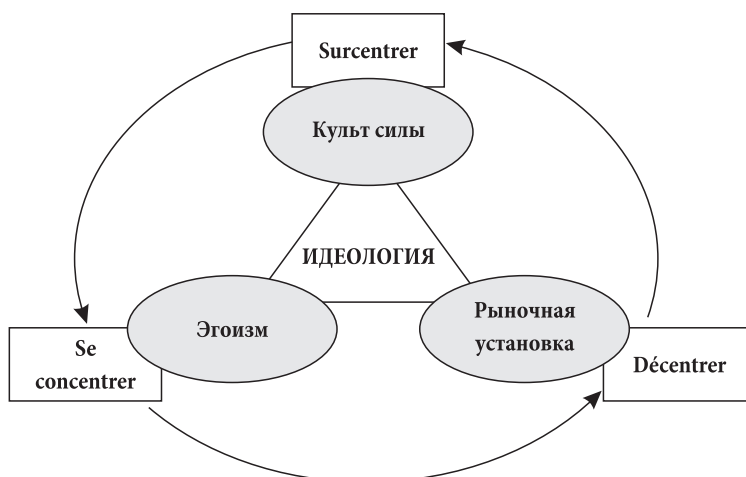 Surcentrer
Культ силы
ИДЕОЛОГИЯ
Эгоизм
Рыночная
установка
Se
concentrer
Décentrer